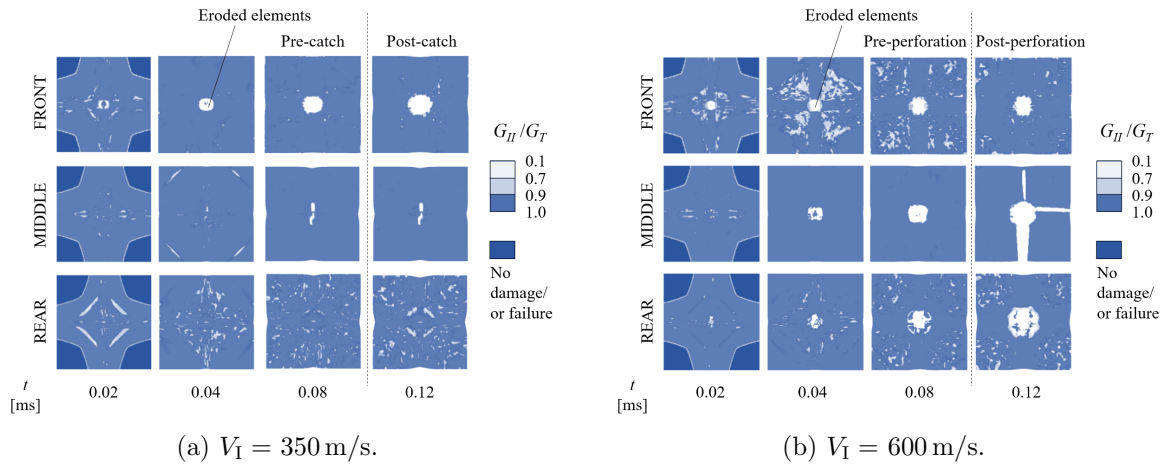 Eroded elements
Pre-catch
Post-catch
FRONT
MIDDLE
REAR
G_II/G_T
0.1
0.7
0.9
1.0
No
damage/
or failure
t
[ms]
0.02
0.04
0.08
0.12
(a) V_I = 350 m/s.
Eroded elements
Pre-perforation
Post-perforation
FRONT
MIDDLE
REAR
G_II/G_T
0.1
0.7
0.9
1.0
No
damage/
or failure
t
[ms]
0.02
0.04
0.08
0.12
(b) V_I = 600 m/s.